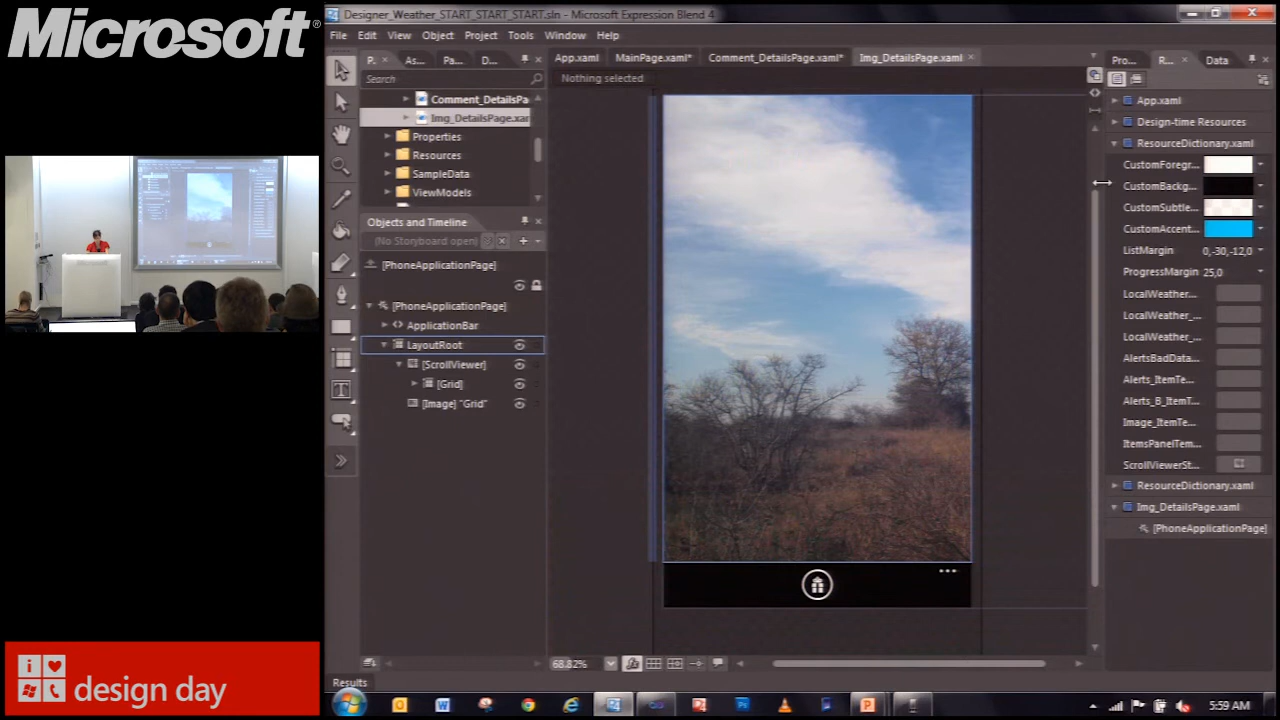 Microsoft®
Designer_Weather_START_START_START.sln - Microsoft Expression Blend 4
File Edit View Object Project Tools Window Help
P. As... Pa... D...
App.xaml MainPage.xaml* Comment_DetailsPage.xaml* Img_DetailsPage.xaml
Pro... R... Data
Search
Nothing selected
Comment_DetailsPa
Img_DetailsPage.xar
Properties
Resources
SampleData
ViewModels
Objects and Timeline
(No Storyboard open)
[PhoneApplicationPage]
[PhoneApplicationPage]
ApplicationBar
LayoutRoot
[ScrollViewer]
[Grid]
[Image] "Grid"
App.xaml
Design-time Resources
ResourceDictionary.xaml
CustomForegr...
CustomBackg...
CustomSubtle...
CustomAccent...
ListMargin 0,-30,-12,0
ProgressMargin 25,0
LocalWeather...
LocalWeather_...
LocalWeather_...
AlertsBadData...
Alerts_ItemTe...
Alerts_B_ItemT...
Image_ItemTe...
ItemsPanelTem...
ScrollViewerSt...
ResourceDictionary.xaml
Img_DetailsPage.xaml
[PhoneApplicationPage]
68.82%
Results
i
design day
5:59 AM